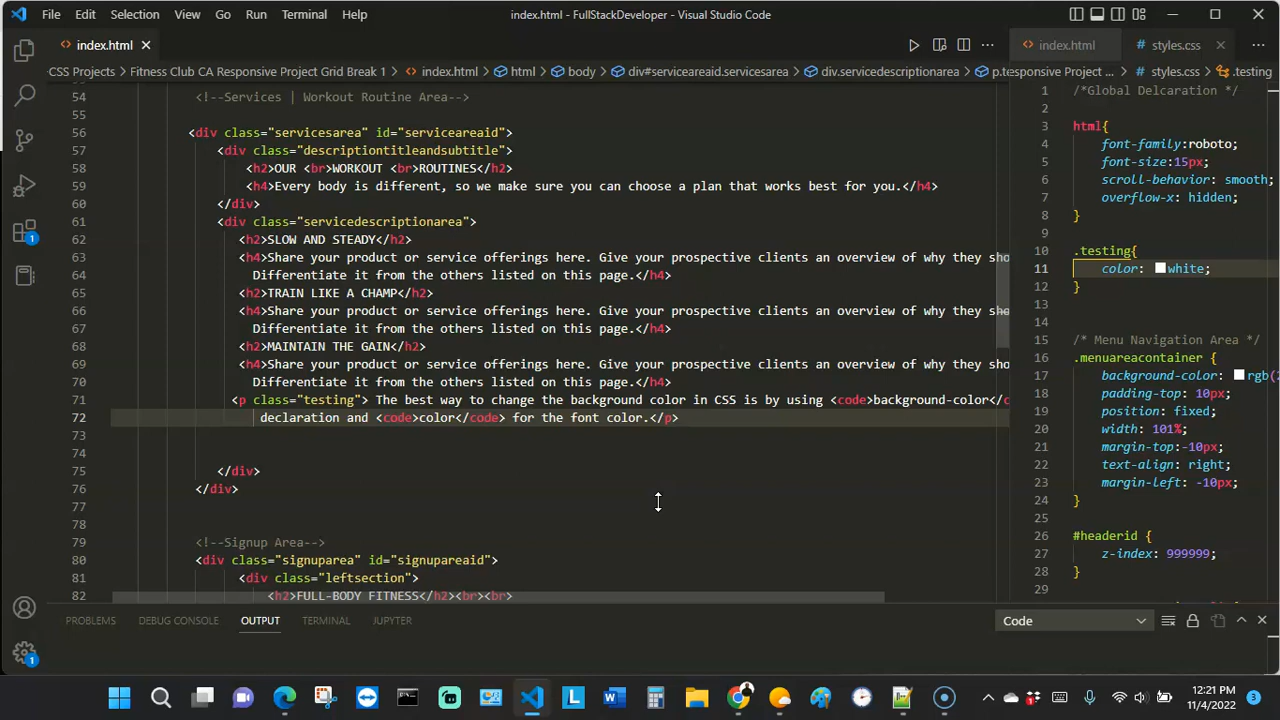 File Edit Selection View Go Run Terminal Help index.html - FullStackDeveloper - Visual Studio Code
index.html index.html styles.css
CSS Projects > Fitness Club CA Responsive Project Grid Break 1 > index.html > html > body > div#serviceareaid.servicesarea > div.servicedescriptionarea > p.t esponsive Project ... > styles.css > .testing
54 <!--Services | Workout Routine Area-->
55
56 <div class="servicesarea" id="serviceareaid">
57 <div class="descriptiontitleandsubtitle">
58 <h2>OUR <br>WORKOUT <br>ROUTINES</h2>
59 <h4>Every body is different, so we make sure you can choose a plan that works best for you.</h4>
60 </div>
61 <div class="servicedescriptionarea">
62 <h2>SLOW AND STEADY</h2>
63 <h4>Share your product or service offerings here. Give your prospective clients an overview of why they sho
64 Differentiate it from the others listed on this page.</h4>
65 <h2>TRAIN LIKE A CHAMP</h2>
66 <h4>Share your product or service offerings here. Give your prospective clients an overview of why they sho
67 Differentiate it from the others listed on this page.</h4>
68 <h2>MAINTAIN THE GAIN</h2>
69 <h4>Share your product or service offerings here. Give your prospective clients an overview of why they sho
70 Differentiate it from the others listed on this page.</h4>
71 <p class="testing"> The best way to change the background color in CSS is by using <code>background-color</c
72 declaration and <code>color</code> for the font color.</p>
73
74
75 </div>
76 </div>
77
78
79 <!--Signup Area-->
80 <div class="signuparea" id="signupareaid">
81 <div class="leftsection">
82 <h2>FULL-BODY FITNESS</h2><br><br>
1 /*Global Delcaration */
2
3 html{
4 font-family:roboto;
5 font-size:15px;
6 scroll-behavior: smooth;
7 overflow-x: hidden;
8 }
9
10 .testing{
11 color: white;
12 }
13
14
15 /* Menu Navigation Area */
16 .menuareacontainer {
17 background-color: rgb(2
18 padding-top: 10px;
19 position: fixed;
20 width: 101%;
21 margin-top:-10px;
22 text-align: right;
23 margin-left: -10px;
24 }
25
26 #headerid {
27 z-index: 999999;
28 }
29
1
1
PROBLEMS DEBUG CONSOLE OUTPUT TERMINAL JUPYTER Code
L W
12:21 PM
11/4/2022
3